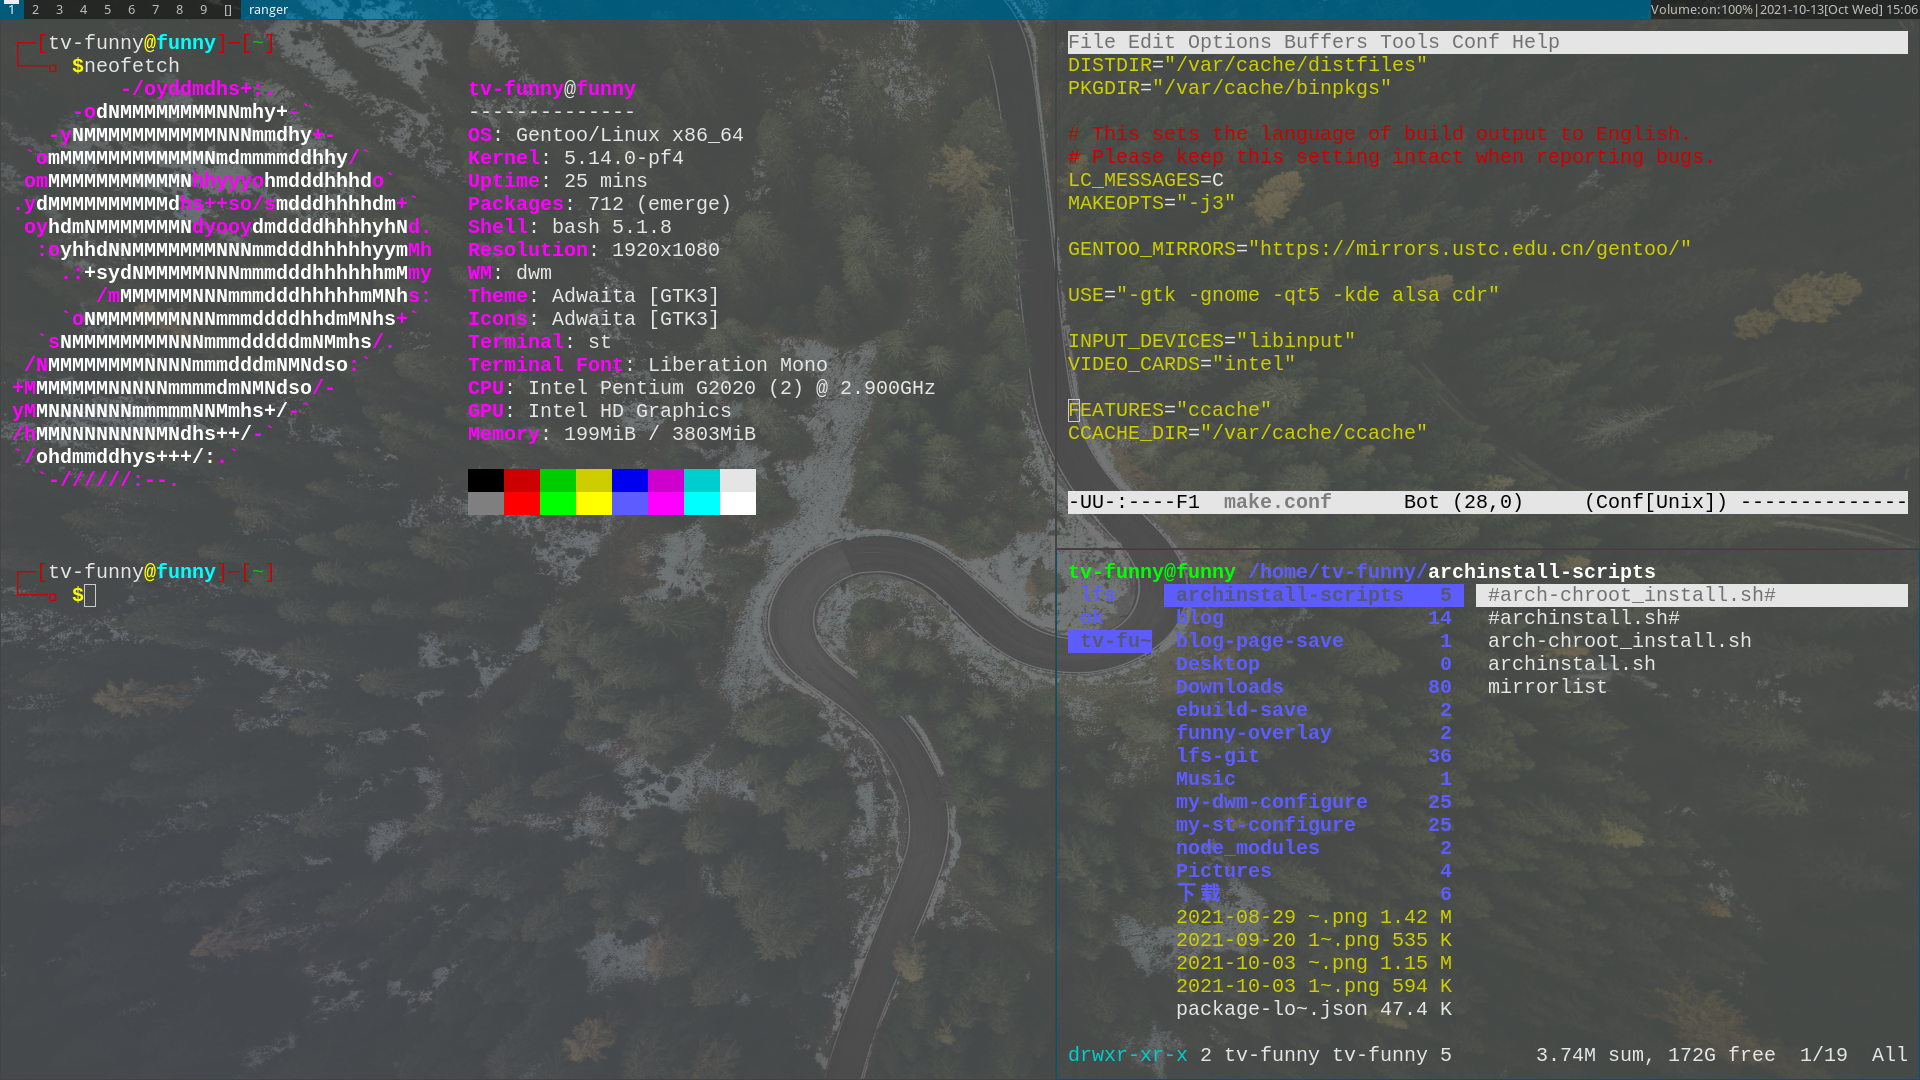 1 2 3 4 5 6 7 8 9 [] ranger Volume:on:100%|2021-10-13[Oct Wed] 15:06
┌─[tv-funny@funny]─[~]
└──╼ $neofetch
-/oyddmdhs+:.
-odNMMMMMMMMNNmhy+-`
-yNMMMMMMMMMMMNNNmmdhy+-
`omMMMMMMMMMMMMNmdmmmmddhhy/`
omMMMMMMMMMMMNhhyyyohmdddhhhdo`
.ydMMMMMMMMMMdhs++so/smdddhhhhdm+`
oyhdmNMMMMMMMNdyooydmddddhhhhyhNd.
:oyhhdNNMMMMMMMNNNmmdddhhhhhyymMh
.:+sydNMMMMMNNNmmmdddhhhhhhmMmy
/mMMMMMMNNNmmmdddhhhhhmMNhs:
`oNMMMMMMMNNNmmmddddhhdmMNhs+`
`sNMMMMMMMMNNNmmmdddddmNMmhs/.
/NMMMMMMMMNNNNmmmdddmNMNdso:`
+MMMMMMMNNNNNmmmmdmNMNdso/-
yMMNNNNNNNmmmmmNNMmhs+/-`
/hMMNNNNNNNNMNdhs++/-`
`/ohdmmddhys+++/:.`
`-//////:--.
tv-funny@funny
--------------
OS: Gentoo/Linux x86_64
Kernel: 5.14.0-pf4
Uptime: 25 mins
Packages: 712 (emerge)
Shell: bash 5.1.8
Resolution: 1920x1080
WM: dwm
Theme: Adwaita [GTK3]
Icons: Adwaita [GTK3]
Terminal: st
Terminal Font: Liberation Mono
CPU: Intel Pentium G2020 (2) @ 2.900GHz
GPU: Intel HD Graphics
Memory: 199MiB / 3803MiB
┌─[tv-funny@funny]─[~]
└──╼ $
File Edit Options Buffers Tools Conf Help
DISTDIR="/var/cache/distfiles"
PKGDIR="/var/cache/binpkgs"
# This sets the language of build output to English.
# Please keep this setting intact when reporting bugs.
LC_MESSAGES=C
MAKEOPTS="-j3"
GENTOO_MIRRORS="https://mirrors.ustc.edu.cn/gentoo/"
USE="-gtk -gnome -qt5 -kde alsa cdr"
INPUT_DEVICES="libinput"
VIDEO_CARDS="intel"
FEATURES="ccache"
CCACHE_DIR="/var/cache/ccache"
-UU-:----F1  make.conf      Bot (28,0)     (Conf[Unix]) --------------
tv-funny@funny /home/tv-funny/archinstall-scripts
lfs archinstall-scripts 5 #arch-chroot_install.sh#
ok blog 14 #archinstall.sh#
tv-fu~ blog-page-save 1 arch-chroot_install.sh
Desktop 0 archinstall.sh
Downloads 80 mirrorlist
ebuild-save 2
funny-overlay 2
lfs-git 36
Music 1
my-dwm-configure 25
my-st-configure 25
node_modules 2
Pictures 4
下载 6
2021-08-29 ~.png 1.42 M
2021-09-20 1~.png 535 K
2021-10-03 ~.png 1.15 M
2021-10-03 1~.png 594 K
package-lo~.json 47.4 K
drwxr-xr-x 2 tv-funny tv-funny 5 3.74M sum, 172G free 1/19 All